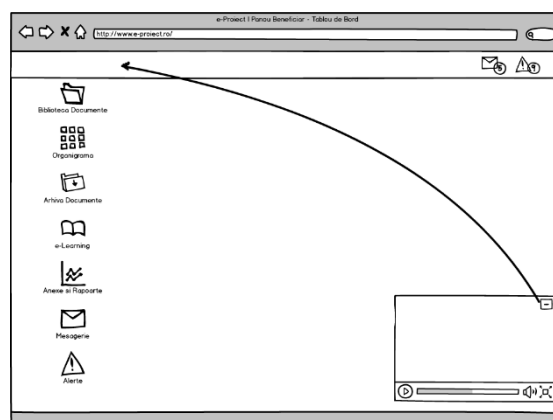 e-Proiect | Panou Beneficiar - Tablou de Bord
http://www.e-proiect.ro/
Biblioteca Documente
Organigrama
Arhiva Documente
e-Learning
Anexe si Rapoarte
Mesagerie
Alerte